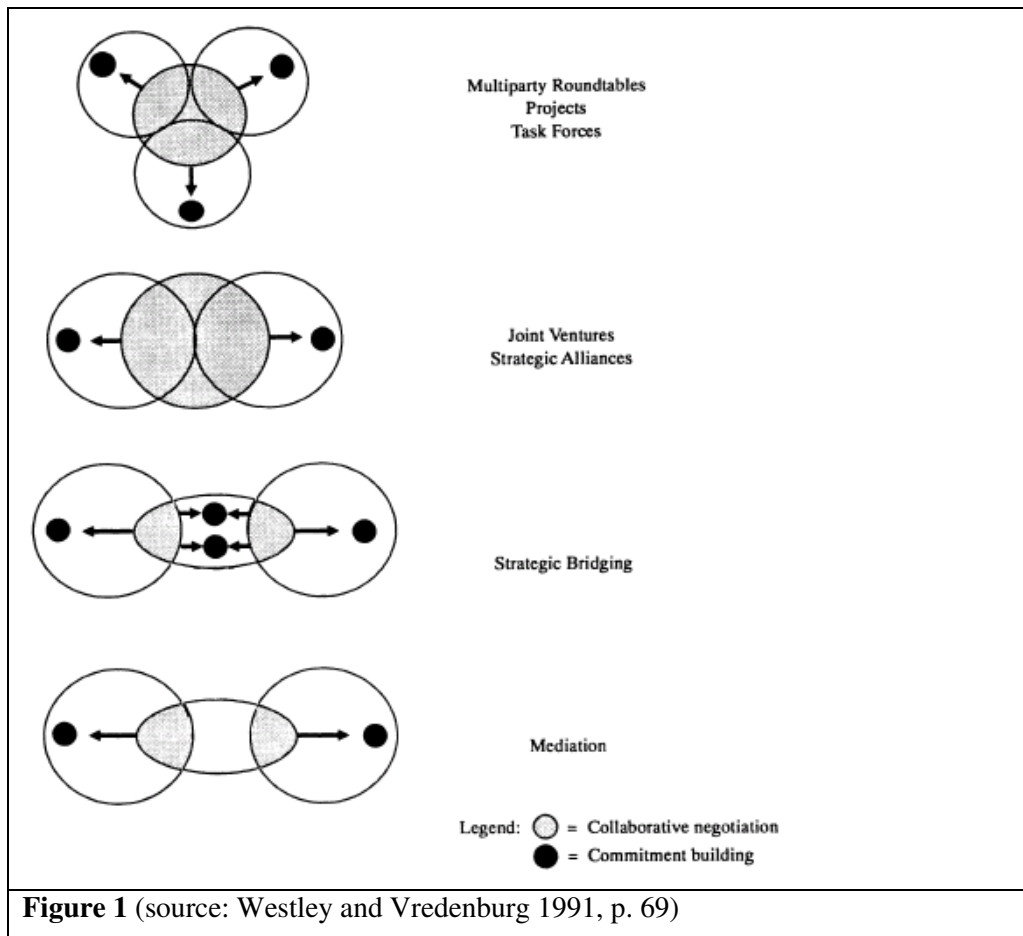 Multiparty Roundtables
Projects
Task Forces
Joint Ventures
Strategic Alliances
Strategic Bridging
Mediation
Legend: = Collaborative negotiation
= Commitment building
Figure 1 (source: Westley and Vredenburg 1991, p. 69)